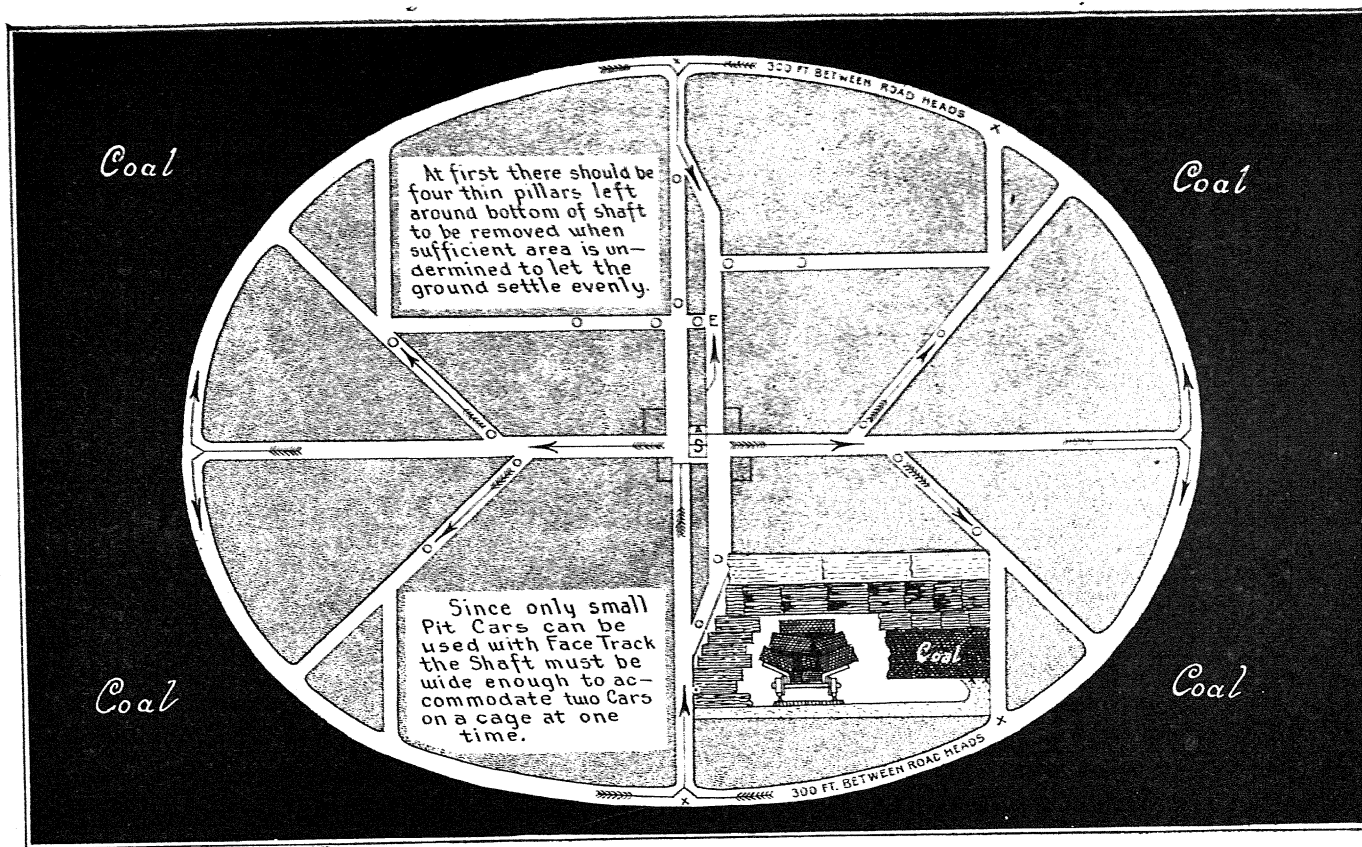 300 FT. BETWEEN ROAD HEADS
x
x
Coal
Coal
At first there should be
four thin pillars left
around bottom of shaft
to be removed when
sufficient area is un-
dermined to let the
ground settle evenly.
E
A
S
Since only small
Pit Cars can be
used with Face Track
the Shaft must be
wide enough to ac-
commodate two Cars
on a cage at one
time.
Coal
Coal
Coal
x
300 FT. BETWEEN ROAD HEADS
x